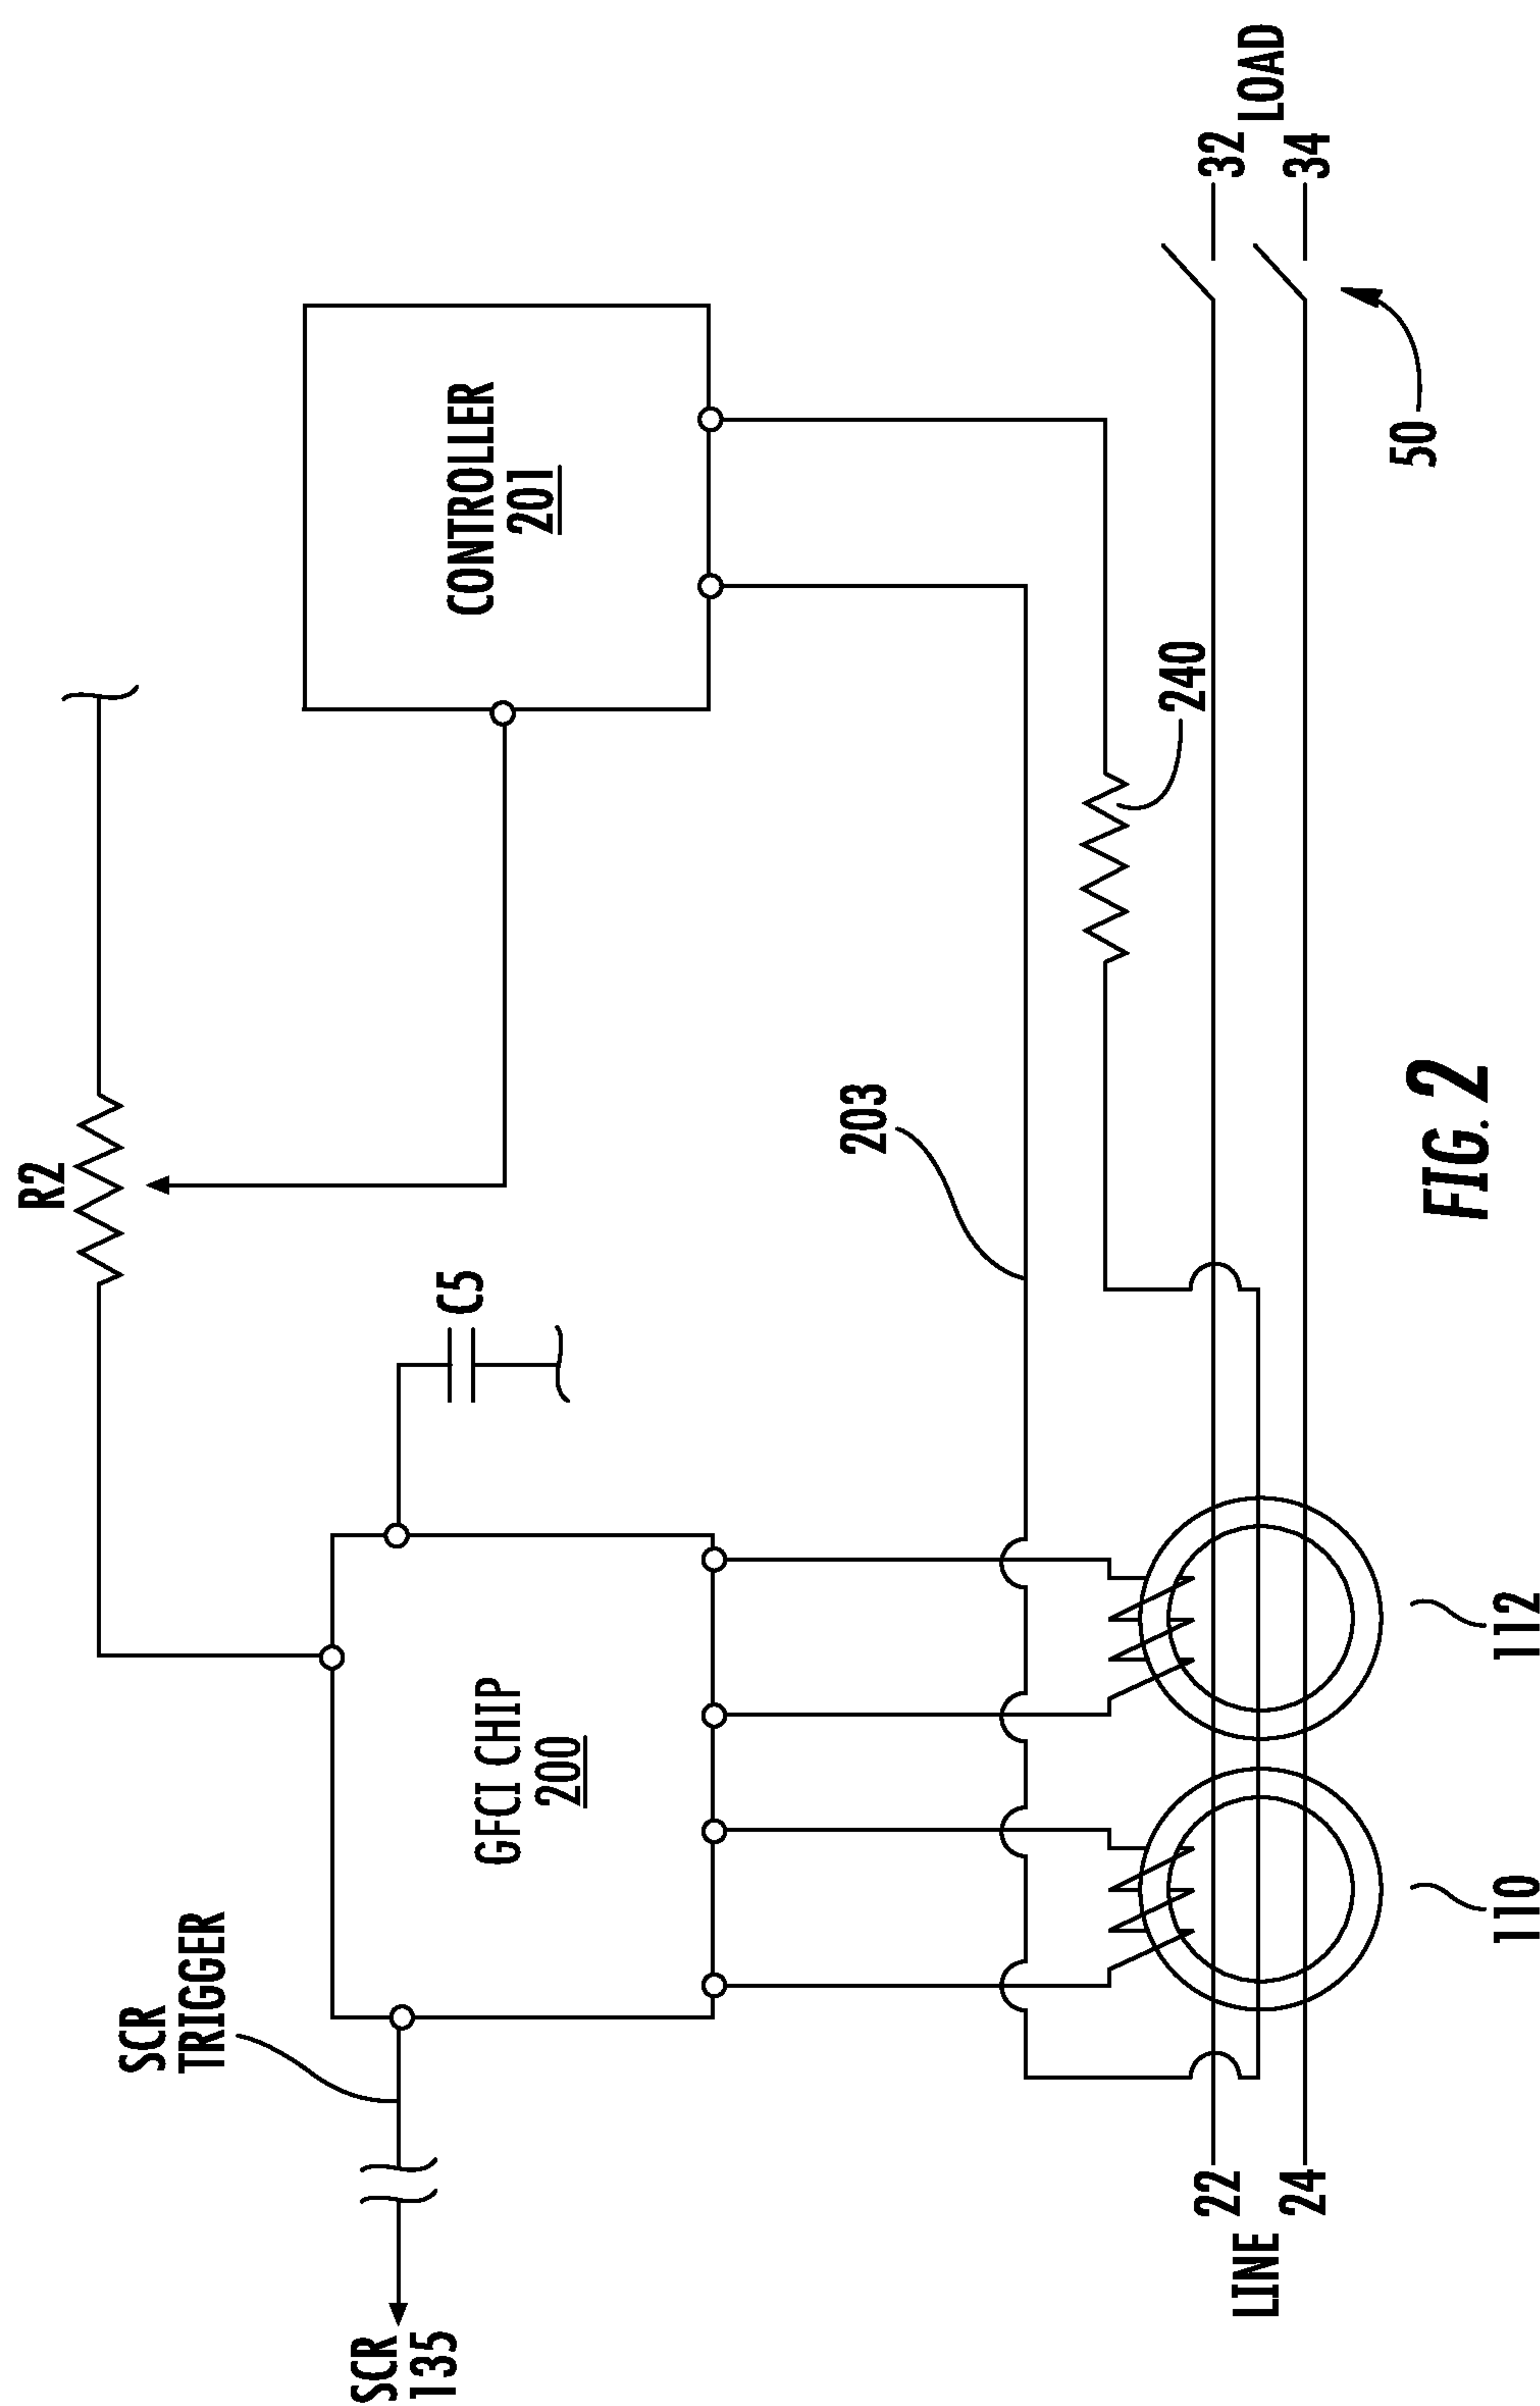 R2
SCR
TRIGGER
C5
CONTROLLER
201
SCR
135
GFCI CHIP
200
203
240
LINE
22
24
32
34
LOAD
50
110
112
FIG. 2